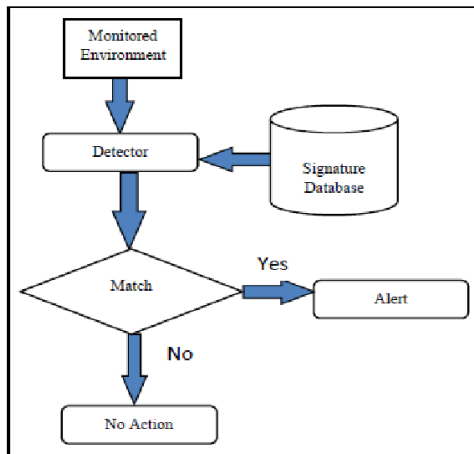 Monitored
Environment
Detector
Signature
Database
Match
Yes
Alert
No
No Action